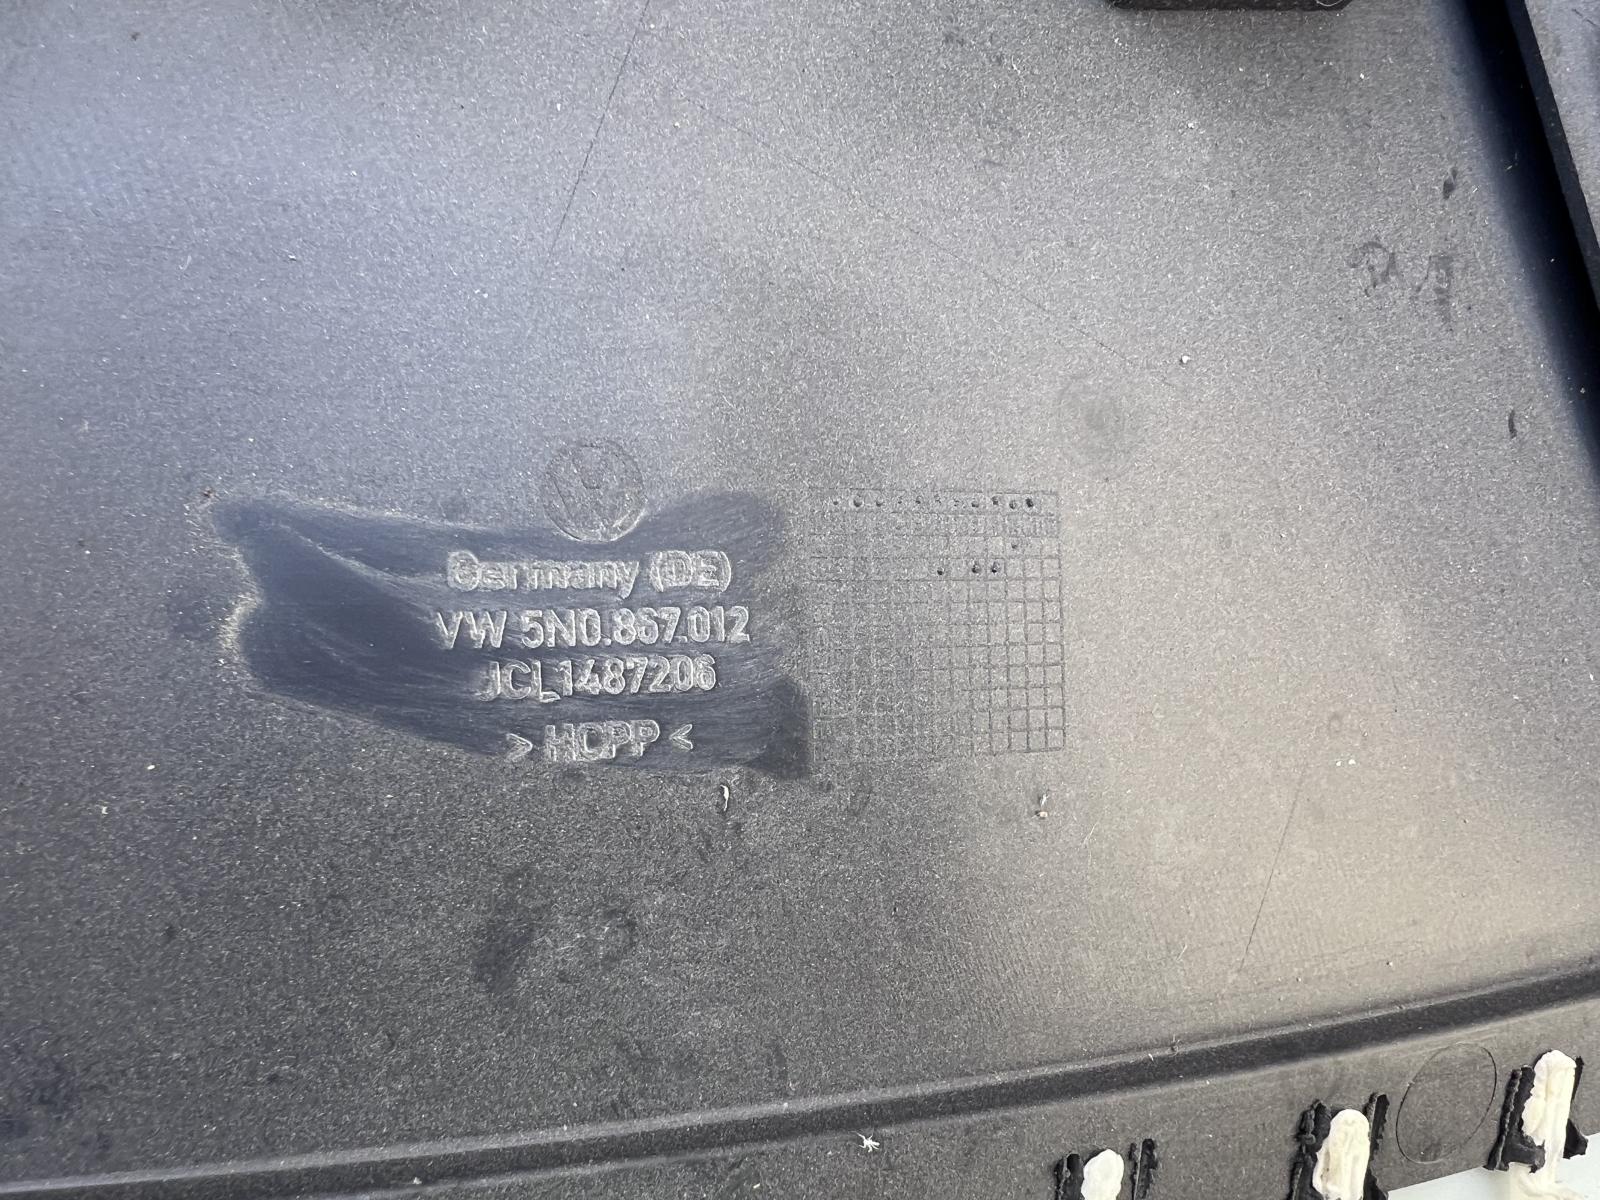 Germany (DE)
VW 5N0.867.012
JCL1487206
> HCPP <